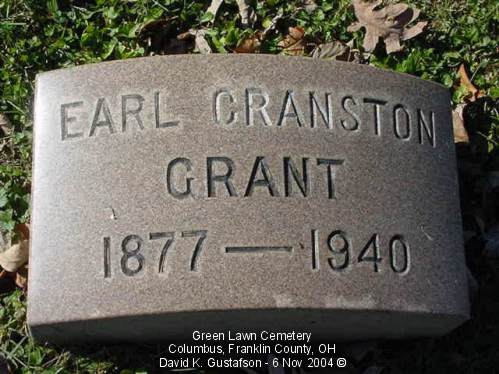 EARL CRANSTON
GRANT
1877 — 1940
Green Lawn Cemetery
Columbus, Franklin County, OH
David K. Gustafson - 6 Nov 2004 ©